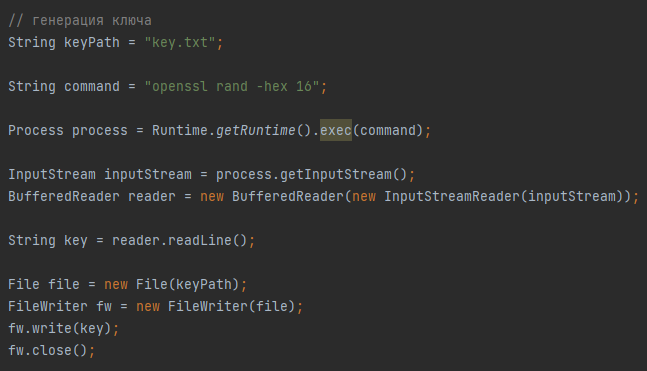 // генерация ключа
String keyPath = "key.txt";
String command = "openssl rand -hex 16";
Process process = Runtime.getRuntime().exec(command);
InputStream inputStream = process.getInputStream();
BufferedReader reader = new BufferedReader(new InputStreamReader(inputStream));
String key = reader.readLine();
File file = new File(keyPath);
FileWriter fw = new FileWriter(file);
fw.write(key);
fw.close();